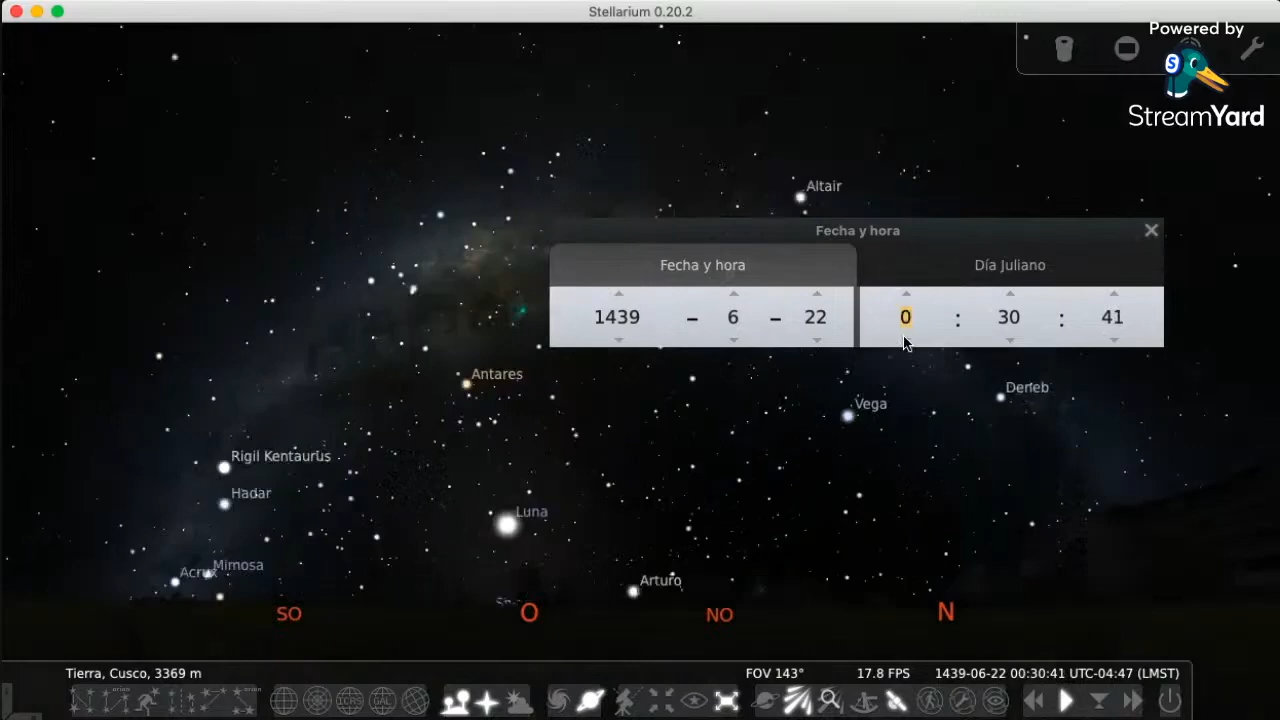 Stellarium 0.20.2
Powered by
StreamYard
Altair
Fecha y hora
Fecha y hora
Día Juliano
1439 - 6 - 22 0 : 30 : 41
Antares
Deneb
Vega
Rigil Kentaurus
Hadar
Luna
Mimosa
Acrux
Arturo
SO
O
NO
N
Tierra, Cusco, 3369 m
FOV 143°
17.8 FPS
1439-06-22 00:30:41 UTC-04:47 (LMST)
ICRS
GAL